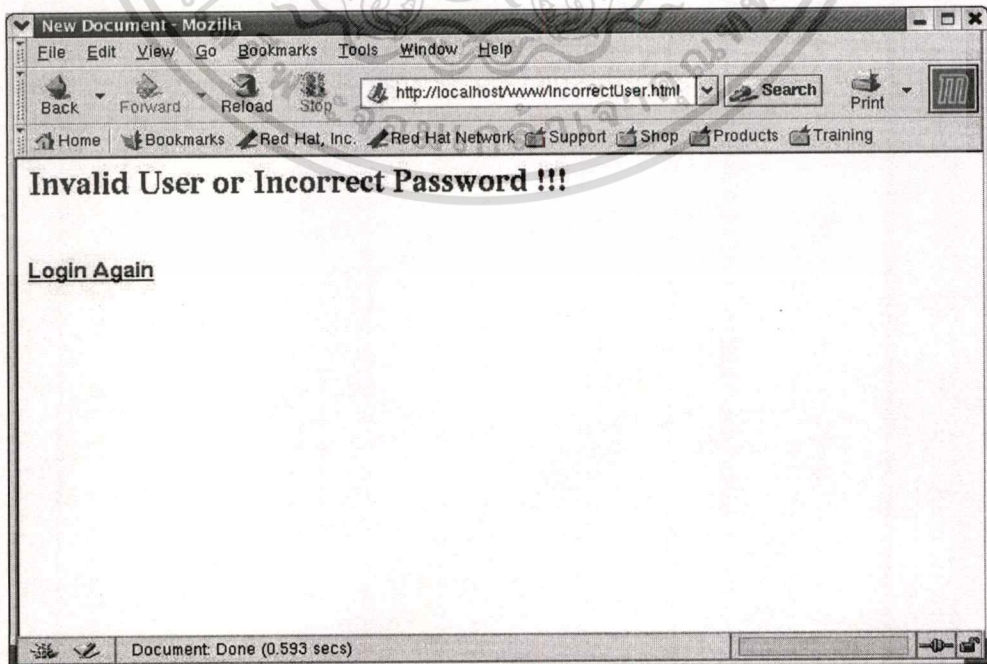 New Document - Mozilla
File Edit View Go Bookmarks Tools Window Help
Back Forward Reload Stop http://localhost/www/IncorrectUser.html Search Print
Home Bookmarks Red Hat, Inc. Red Hat Network Support Shop Products Training
Invalid User or Incorrect Password !!!
Login Again
Document: Done (0.593 secs)